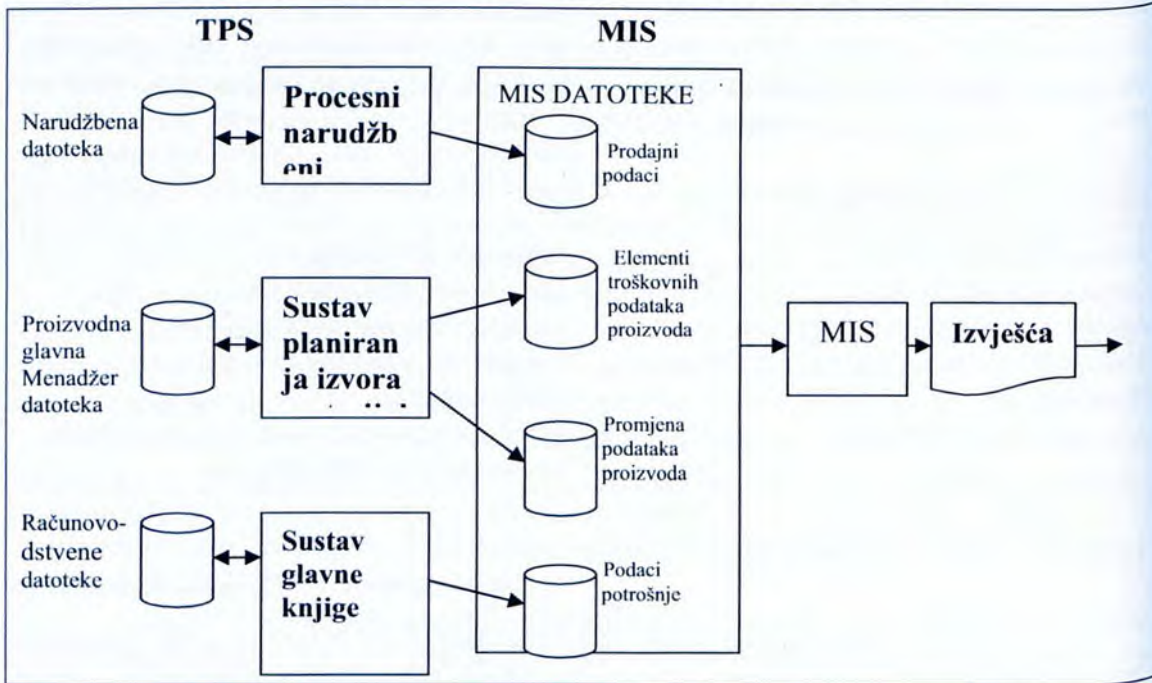 TPS
MIS
Narudžbena
datoteka
Procesni
narudžb
eni
MIS DATOTEKE
Prodajni
podaci
Proizvodna
glavna
Menadžer
datoteka
Sustav
planiran
ja izvora
Elementi
troškovnih
podataka
proizvoda
Promjena
podataka
proizvoda
MIS
Izvješća
Računovo-
dstvene
datoteke
Sustav
glavne
knjige
Podaci
potrošnje